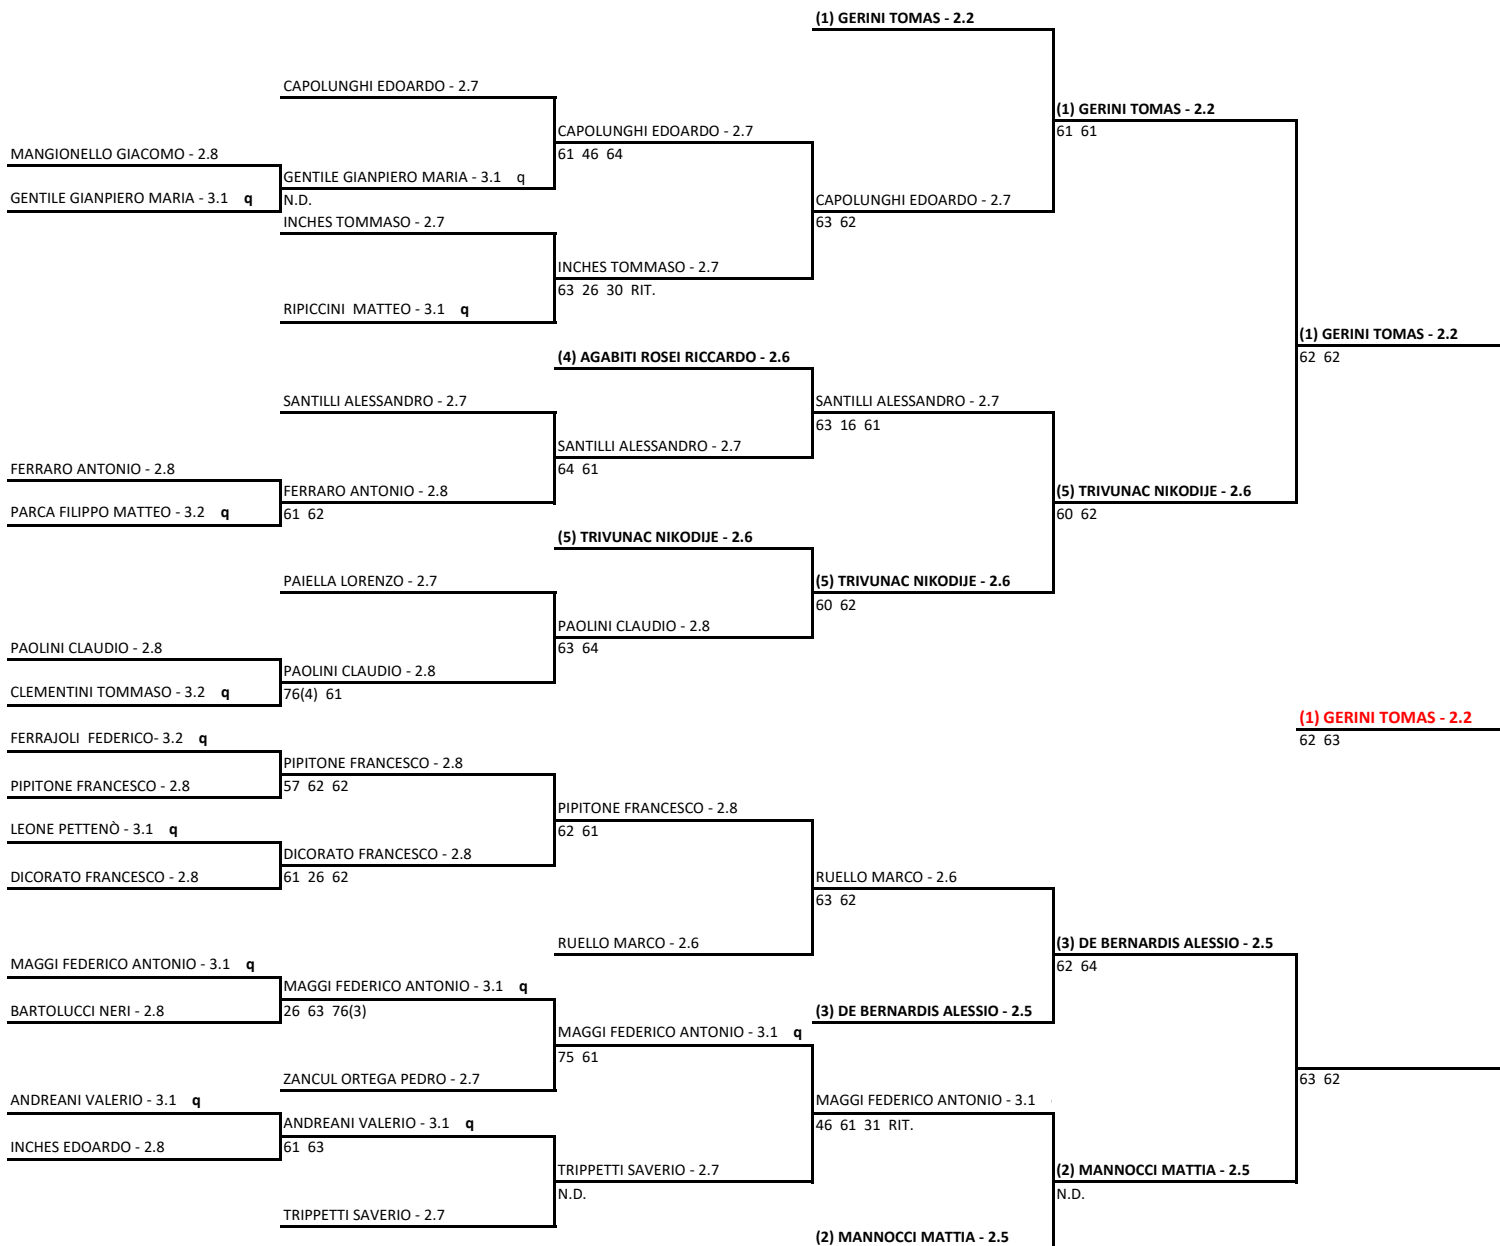 (1) GERINI TOMAS - 2.2
CAPOLUNGHI EDOARDO - 2.7
(1) GERINI TOMAS - 2.2
61 61
CAPOLUNGHI EDOARDO - 2.7
61 46 64
MANGIONELLO GIACOMO - 2.8
GENTILE GIANPIERO MARIA - 3.1 q
GENTILE GIANPIERO MARIA - 3.1 q
N.D.
CAPOLUNGHI EDOARDO - 2.7
63 62
INCHES TOMMASO - 2.7
INCHES TOMMASO - 2.7
63 26 30 RIT.
RIPICCINI MATTEO - 3.1 q
(1) GERINI TOMAS - 2.2
62 62
(4) AGABITI ROSEI RICCARDO - 2.6
SANTILLI ALESSANDRO - 2.7
SANTILLI ALESSANDRO - 2.7
63 16 61
SANTILLI ALESSANDRO - 2.7
64 61
FERRARO ANTONIO - 2.8
FERRARO ANTONIO - 2.8
61 62
(5) TRIVUNAC NIKODIJE - 2.6
60 62
PARCA FILIPPO MATTEO - 3.2 q
(5) TRIVUNAC NIKODIJE - 2.6
PAIELLA LORENZO - 2.7
(5) TRIVUNAC NIKODIJE - 2.6
60 62
PAOLINI CLAUDIO - 2.8
63 64
PAOLINI CLAUDIO - 2.8
PAOLINI CLAUDIO - 2.8
76(4) 61
CLEMENTINI TOMMASO - 3.2 q
(1) GERINI TOMAS - 2.2
62 63
FERRAJOLI FEDERICO- 3.2 q
PIPITONE FRANCESCO - 2.8
57 62 62
PIPITONE FRANCESCO - 2.8
PIPITONE FRANCESCO - 2.8
62 61
LEONE PETTENÒ - 3.1 q
DICORATO FRANCESCO - 2.8
61 26 62
DICORATO FRANCESCO - 2.8
RUELLO MARCO - 2.6
63 62
RUELLO MARCO - 2.6
(3) DE BERNARDIS ALESSIO - 2.5
62 64
MAGGI FEDERICO ANTONIO - 3.1 q
MAGGI FEDERICO ANTONIO - 3.1 q
26 63 76(3)
BARTOLUCCI NERI - 2.8
(3) DE BERNARDIS ALESSIO - 2.5
MAGGI FEDERICO ANTONIO - 3.1 q
75 61
ZANCUL ORTEGA PEDRO - 2.7
63 62
ANDREANI VALERIO - 3.1 q
MAGGI FEDERICO ANTONIO - 3.1
46 61 31 RIT.
ANDREANI VALERIO - 3.1 q
61 63
INCHES EDOARDO - 2.8
TRIPPETTI SAVERIO - 2.7
N.D.
(2) MANNOCCI MATTIA - 2.5
N.D.
TRIPPETTI SAVERIO - 2.7
(2) MANNOCCI MATTIA - 2.5